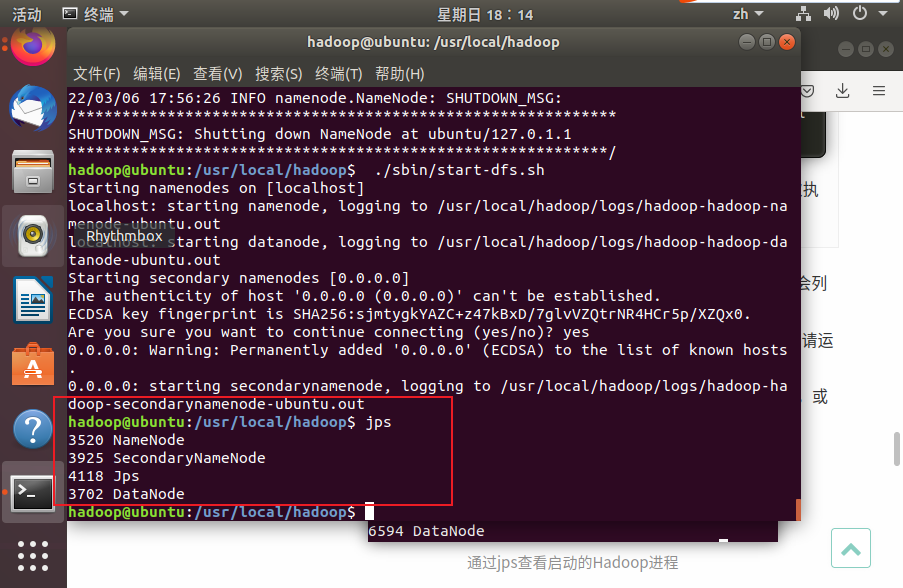 活动
终端
星期日 18：14
zh
hadoop@ubuntu: /usr/local/hadoop
文件(F) 编辑(E) 查看(V) 搜索(S) 终端(T) 帮助(H)
22/03/06 17:56:26 INFO namenode.NameNode: SHUTDOWN_MSG:
/************************************************************
SHUTDOWN_MSG: Shutting down NameNode at ubuntu/127.0.1.1
************************************************************/
hadoop@ubuntu:/usr/local/hadoop$  ./sbin/start-dfs.sh
Starting namenodes on [localhost]
localhost: starting namenode, logging to /usr/local/hadoop/logs/hadoop-hadoop-na
menode-ubuntu.out
localhost: starting datanode, logging to /usr/local/hadoop/logs/hadoop-hadoop-da
Rhythmbox
tanode-ubuntu.out
Starting secondary namenodes [0.0.0.0]
The authenticity of host '0.0.0.0 (0.0.0.0)' can't be established.
ECDSA key fingerprint is SHA256:sjmtygkYAZC+z47kBxD/7glvVZQtrNR4HCr5p/XZQx0.
Are you sure you want to continue connecting (yes/no)? yes
0.0.0.0: Warning: Permanently added '0.0.0.0' (ECDSA) to the list of known hosts
.
0.0.0.0: starting secondarynamenode, logging to /usr/local/hadoop/logs/hadoop-ha
doop-secondarynamenode-ubuntu.out
hadoop@ubuntu:/usr/local/hadoop$ jps
3520 NameNode
3925 SecondaryNameNode
4118 Jps
3702 DataNode
hadoop@ubuntu:/usr/local/hadoop$
执
会列
请运
或
6594 DataNode
通过jps查看启动的Hadoop进程